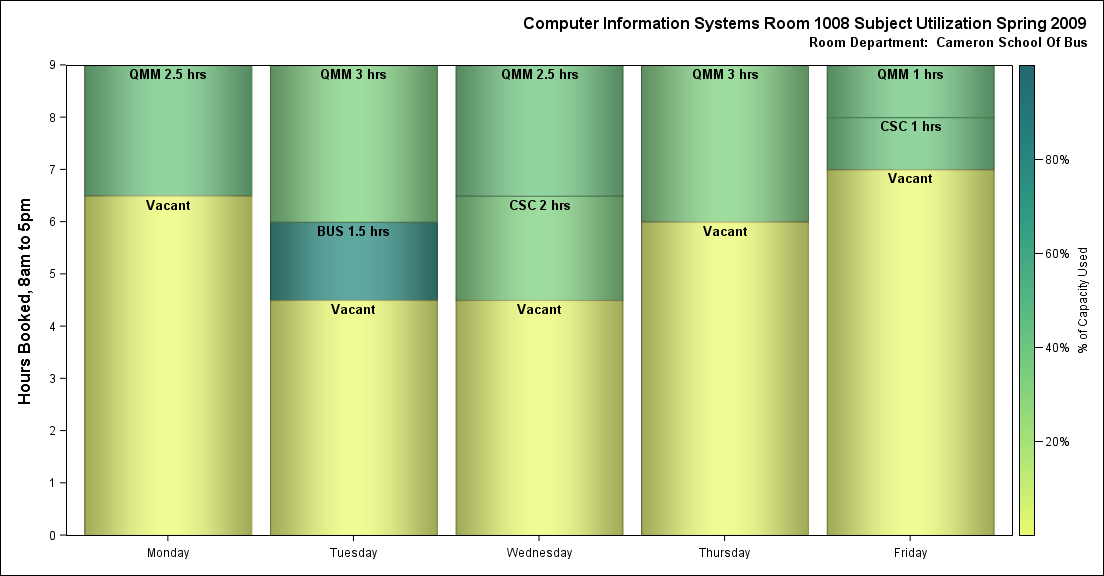 Computer Information Systems Room 1008 Subject Utilization Spring 2009
Room Department:  Cameron School Of Bus
Hours Booked, 8am to 5pm
9
8
7
6
5
4
3
2
1
0
QMM 2.5 hrs
Vacant
QMM 3 hrs
BUS 1.5 hrs
Vacant
QMM 2.5 hrs
CSC 2 hrs
Vacant
QMM 3 hrs
Vacant
QMM 1 hrs
CSC 1 hrs
Vacant
Monday
Tuesday
Wednesday
Thursday
Friday
80%
60%
40%
20%
% of Capacity Used